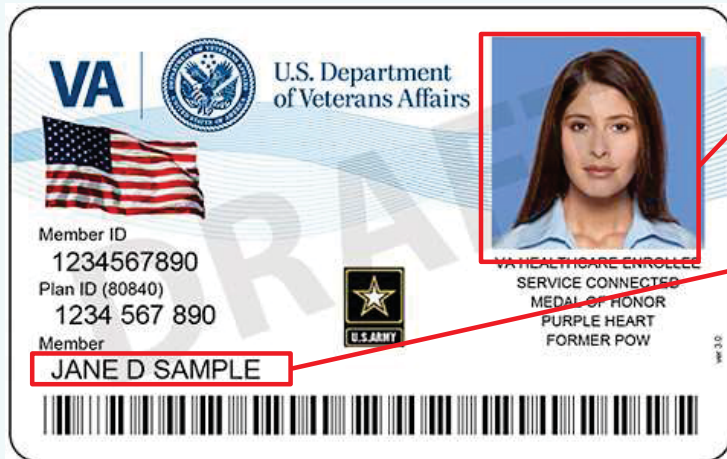 VA
U.S. Department
of Veterans Affairs
DRAFT
Member ID
1234567890
Plan ID (80840)
1234 567 890
Member
JANE D SAMPLE
U.S.ARMY
VA HEALTHCARE ENROLLEE
SERVICE CONNECTED
MEDAL OF HONOR
PURPLE HEART
FORMER POW
ver 3.0